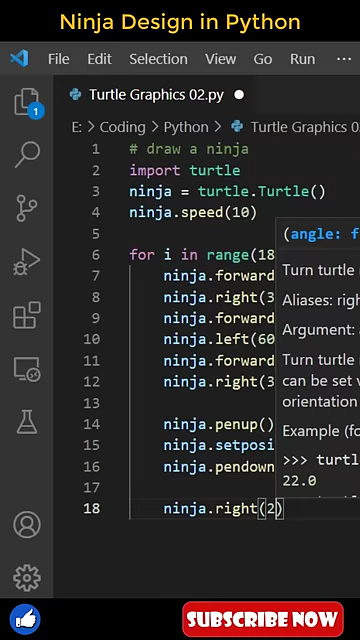 Ninja Design in Python
File Edit Selection View Go Run
Turtle Graphics 02.py
E: > Coding > Python > Turtle Graphics 0
1 # draw a ninja
2 import turtle
3 ninja = turtle.Turtle()
4 ninja.speed(10)
5
6 for i in range(18
7 ninja.forward
8 ninja.right(3
9 ninja.forward
10 ninja.left(60
11 ninja.forward
12 ninja.right(3
13
14 ninja.penup()
15 ninja.setposi
16 ninja.pendown
17
18 ninja.right(2)
(angle: f
Turn turtle
Aliases: righ
Argument:
Turn turtle
can be set v
orientation
Example (fo
>>> turtl
22.0
1
SUBSCRIBE NOW